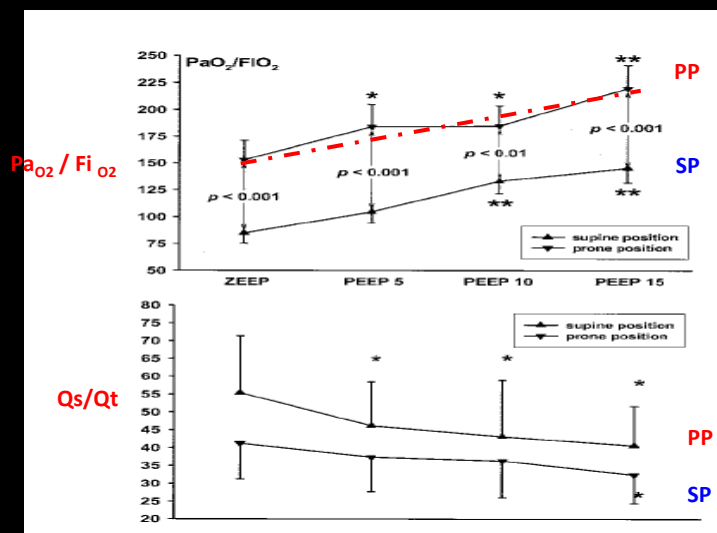 250
PaO₂/FIO₂
**
PP
225
*
*
200
175
p < 0.001
Pa O2 / Fi O2
150
p < 0.01
SP
p < 0.001
125
p < 0.001
100
**
**
75
supine position
prone position
50
ZEEP
PEEP 5
PEEP 10
PEEP 15
80
75
supine position
prone position
70
65
*
*
60
*
55
Qs/Qt
50
45
PP
40
35
30
*
SP
25
20